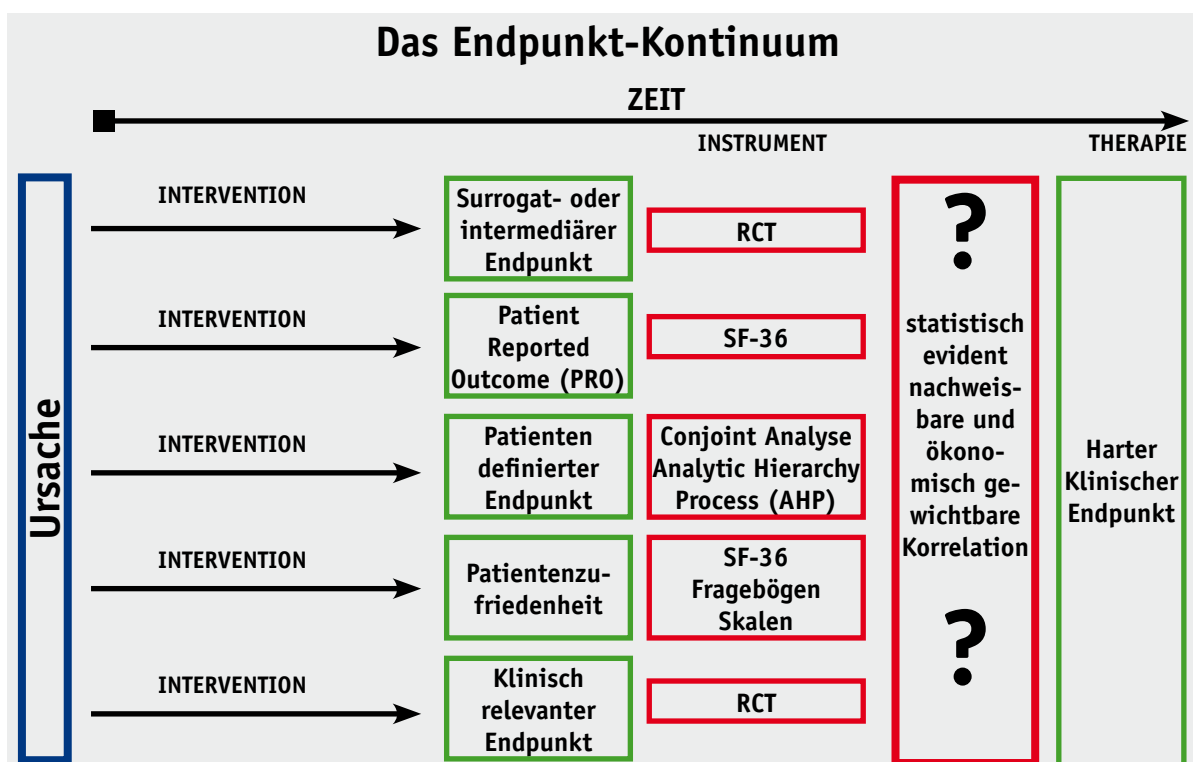 Das Endpunkt-Kontinuum
ZEIT
INSTRUMENT
THERAPIE
Ursache
INTERVENTION
Surrogat- oder
intermediärer
Endpunkt
RCT
INTERVENTION
Patient
Reported
Outcome (PRO)
SF-36
INTERVENTION
Patienten
definierter
Endpunkt
Conjoint Analyse
Analytic Hierarchy
Process (AHP)
INTERVENTION
Patientenzu-
friedenheit
SF-36
Fragebögen
Skalen
INTERVENTION
Klinisch
relevanter
Endpunkt
RCT
?
statistisch
evident
nachweis-
bare und
ökono-
misch ge-
wichtbare
Korrelation
?
Harter
Klinischer
Endpunkt